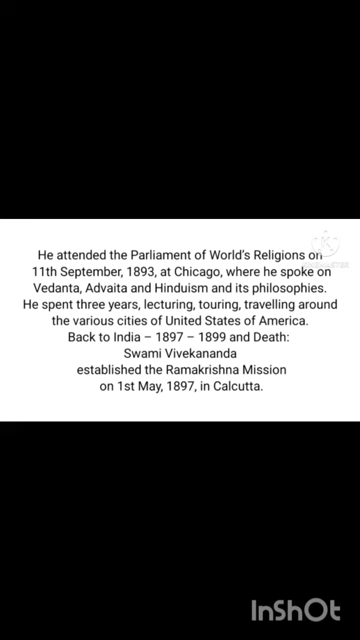 He attended the Parliament of World's Religions on
11th September, 1893, at Chicago, where he spoke on
Vedanta, Advaita and Hinduism and its philosophies.
He spent three years, lecturing, touring, travelling around
the various cities of United States of America.
Back to India – 1897 – 1899 and Death:
Swami Vivekananda
established the Ramakrishna Mission
on 1st May, 1897, in Calcutta.
InShOt